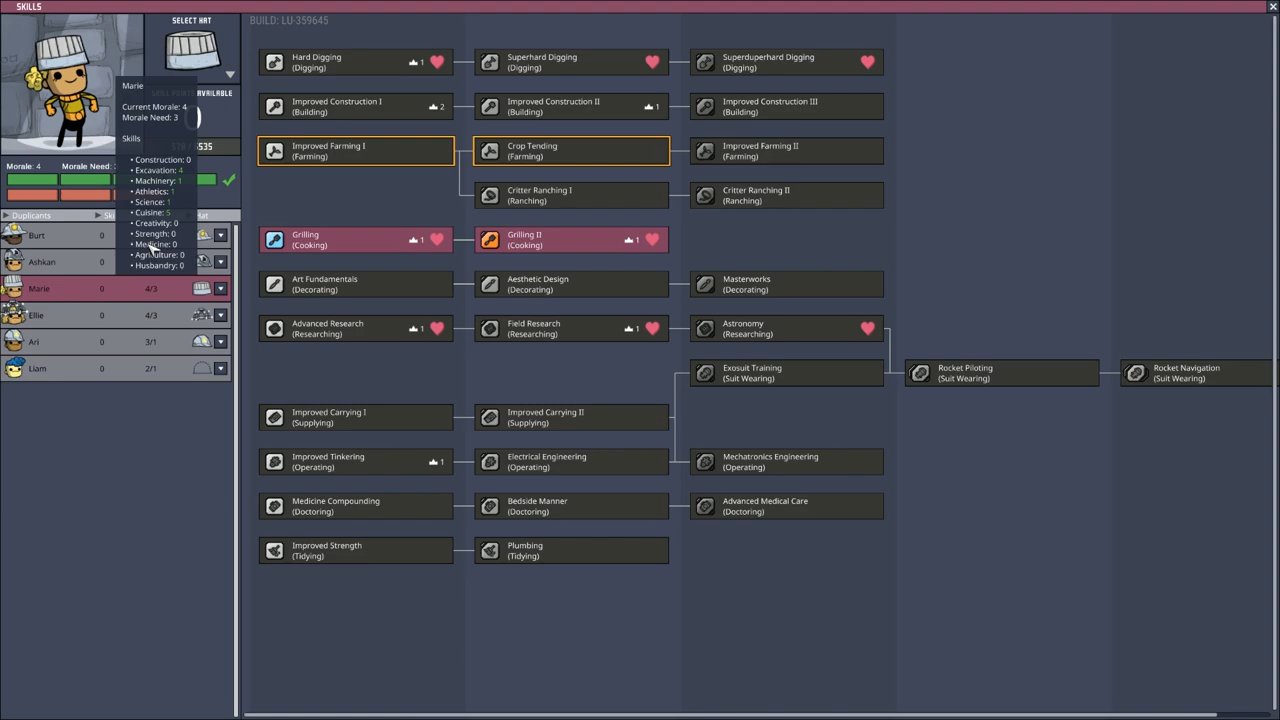 SKILLS
BUILD: LU-359645
SELECT HAT
Marie
Current Morale: 4
Morale Need: 3
Skills
• Construction: 0
• Excavation: 4
• Machinery: 1
• Athletics: 1
• Science: 1
• Cuisine: 5
• Creativity: 0
• Strength: 0
• Medicine: 0
• Agriculture: 0
• Husbandry: 0
AVAILABLE
Morale: 4 Morale Need:
Duplicants Hat
Burt 0
Ashkan 0
Marie 0 4/3
Ellie 0 4/3
Ari 0 3/1
Liam 0 2/1
Hard Digging 1
(Digging)
Superhard Digging
(Digging)
Superduperhard Digging
(Digging)
Improved Construction I 2
(Building)
Improved Construction II 1
(Building)
Improved Construction III
(Building)
Improved Farming I
(Farming)
Crop Tending
(Farming)
Improved Farming II
(Farming)
Critter Ranching I
(Ranching)
Critter Ranching II
(Ranching)
Grilling 1
(Cooking)
Grilling II 1
(Cooking)
Art Fundamentals
(Decorating)
Aesthetic Design
(Decorating)
Masterworks
(Decorating)
Advanced Research 1
(Researching)
Field Research 1
(Researching)
Astronomy
(Researching)
Exosuit Training
(Suit Wearing)
Rocket Piloting
(Suit Wearing)
Rocket Navigation
(Suit Wearing)
Improved Carrying I
(Supplying)
Improved Carrying II
(Supplying)
Improved Tinkering 1
(Operating)
Electrical Engineering
(Operating)
Mechatronics Engineering
(Operating)
Medicine Compounding
(Doctoring)
Bedside Manner
(Doctoring)
Advanced Medical Care
(Doctoring)
Improved Strength
(Tidying)
Plumbing
(Tidying)